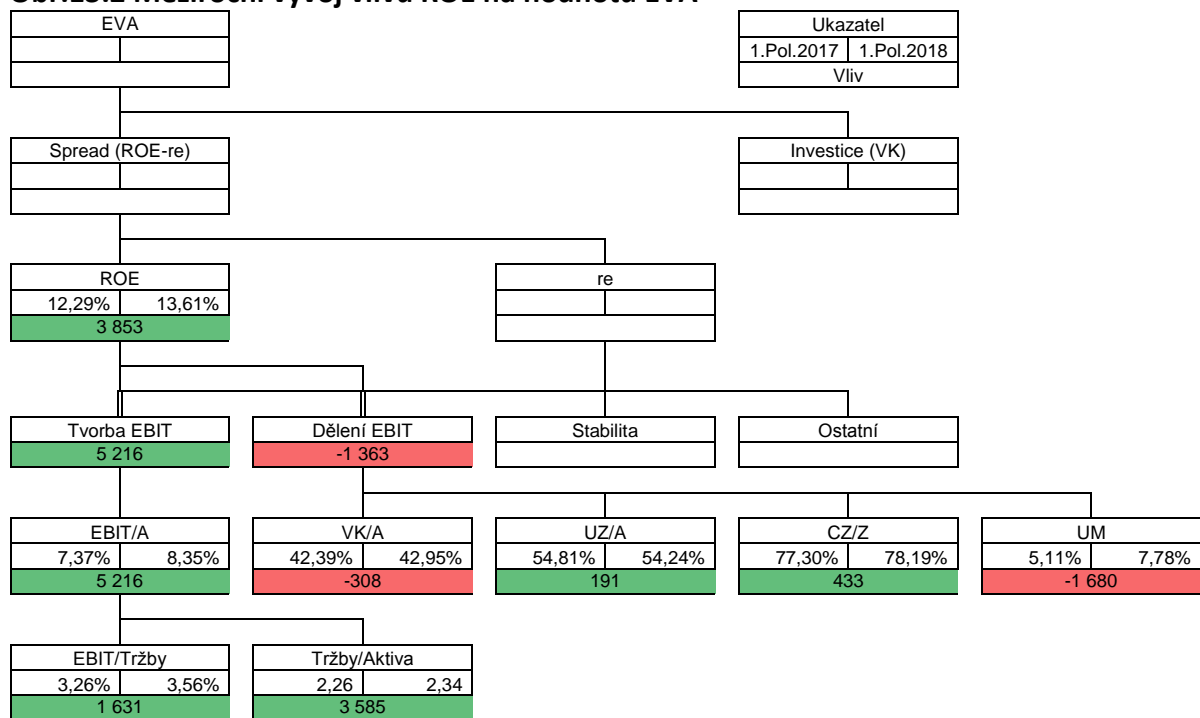 EVA
Ukazatel
1.Pol.2017 1.Pol.2018
Vliv
Spread (ROE-re)
Investice (VK)
ROE
re
12,29% 13,61%
3 853
Tvorba EBIT
Dělení EBIT
Stabilita
Ostatní
5 216
-1 363
EBIT/A
VK/A
UZ/A
CZ/Z
UM
7,37% 8,35%
42,39% 42,95%
54,81% 54,24%
77,30% 78,19%
5,11% 7,78%
5 216
-308
191
433
-1 680
EBIT/Tržby
Tržby/Aktiva
3,26% 3,56%
2,26 2,34
1 631
3 585